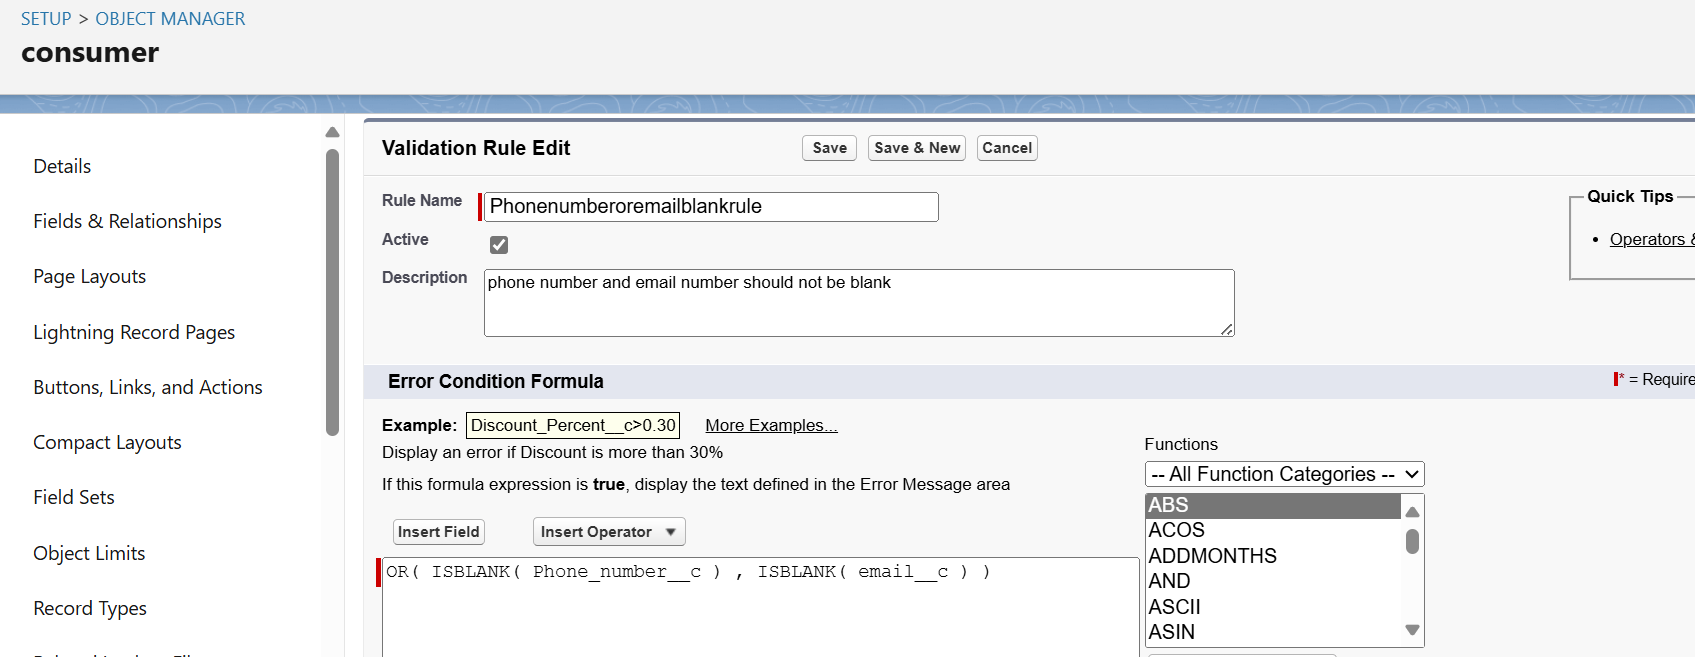 SETUP > OBJECT MANAGER
consumer
Details
Fields & Relationships
Page Layouts
Lightning Record Pages
Buttons, Links, and Actions
Compact Layouts
Field Sets
Object Limits
Record Types
Validation Rule Edit
Save
Save & New
Cancel
Rule Name
Phonenumberoremailblankrule
Active
Description
phone number and email number should not be blank
Quick Tips
• Operators &
Error Condition Formula
* = Require
Example: Discount_Percent__c>0.30 More Examples...
Display an error if Discount is more than 30%
If this formula expression is true, display the text defined in the Error Message area
Insert Field
Insert Operator
OR( ISBLANK( Phone_number__c ) , ISBLANK( email__c ) )
Functions
-- All Function Categories --
ABS
ACOS
ADDMONTHS
AND
ASCII
ASIN